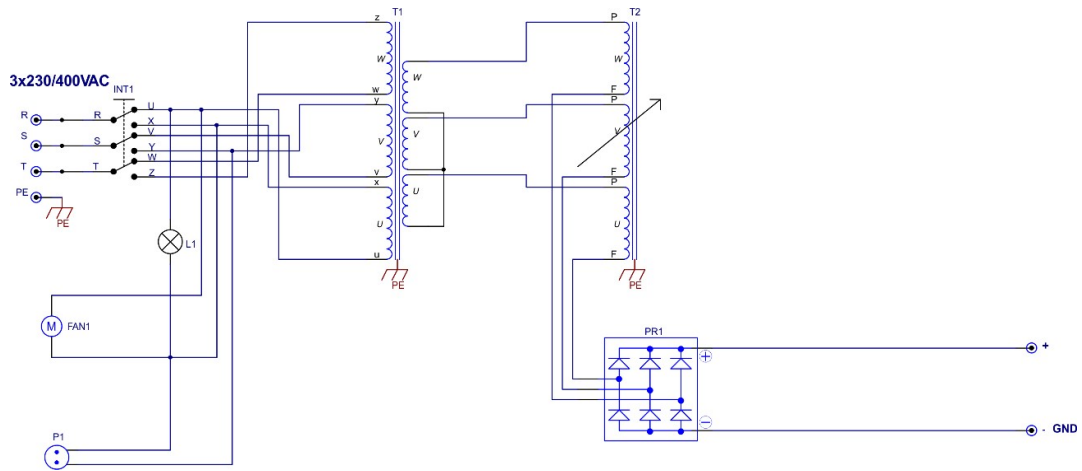 T1
T2
z
P
W
W
3x230/400VAC
W
INT1
w
F
U
y
P
R
R
X
V
V
V
S
S
Y
V
W
T
T
v
F
Z
x
P
PE
U
U
U
PE
L1
u
F
PE
PE
M
FAN1
PR1
+
+
-
- GND
P1